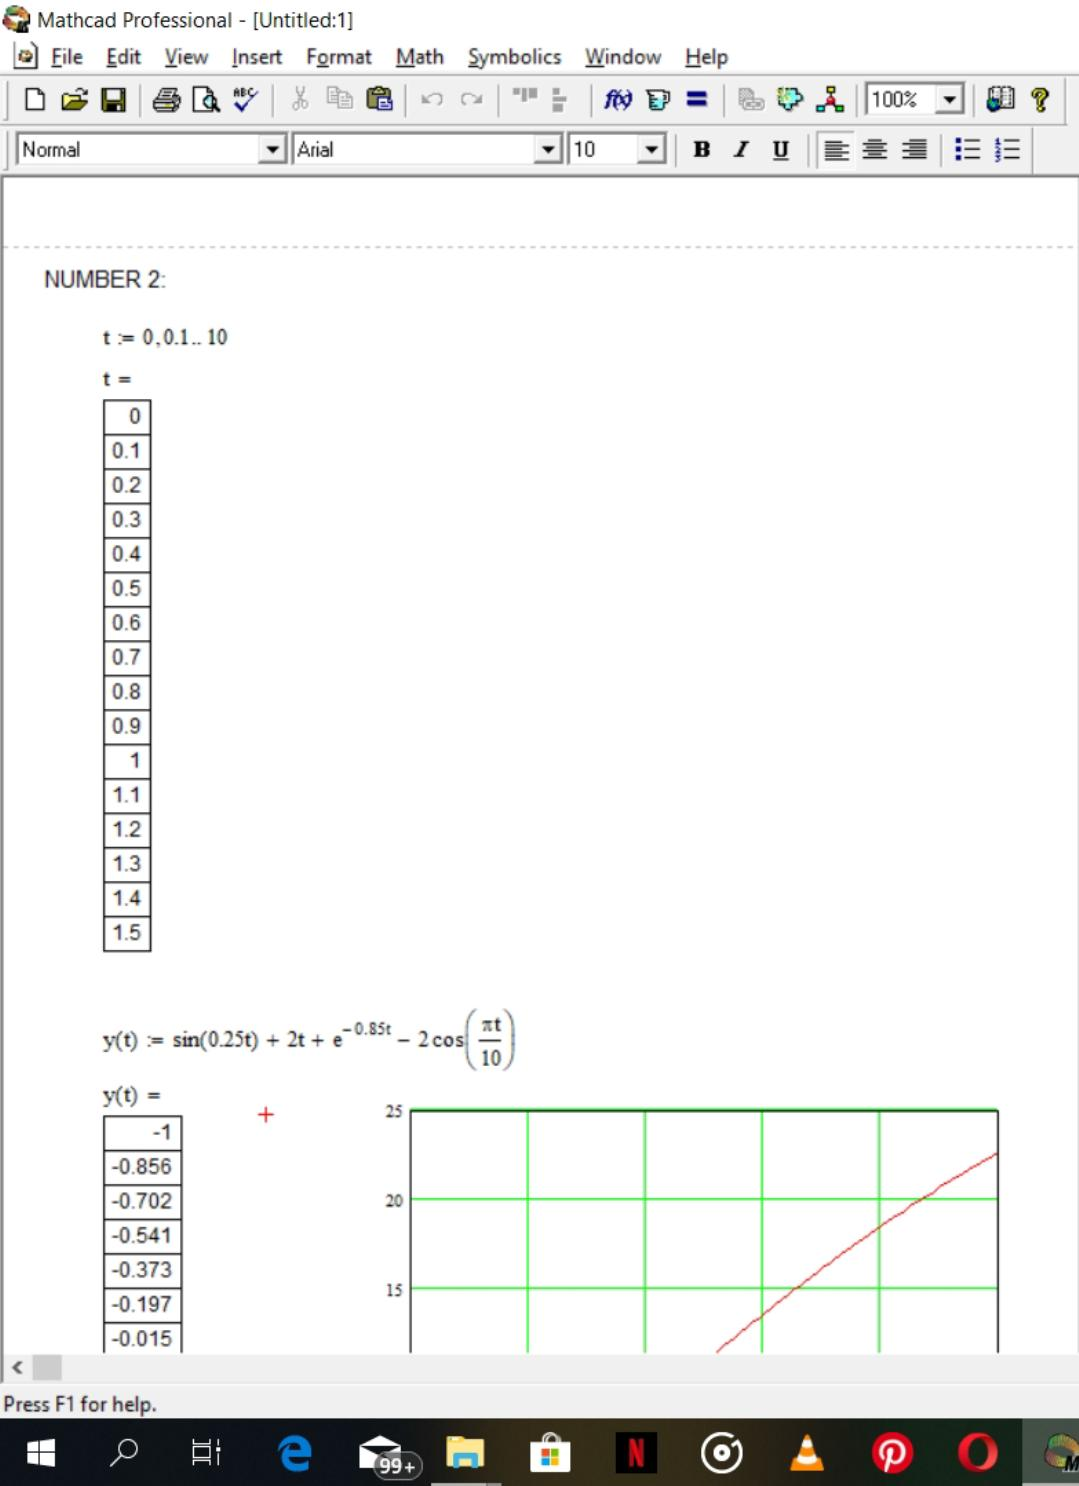 Mathcad Professional - [Untitled:1]
File Edit View Insert Format Math Symbolics Window Help
ABC f(x) 100% ?
Normal Arial 10 B I U
NUMBER 2:
t := 0,0.1.. 10
t =
0
0.1
0.2
0.3
0.4
0.5
0.6
0.7
0.8
0.9
1
1.1
1.2
1.3
1.4
1.5
y(t) := sin(0.25t) + 2t + e^-0.85t - 2 cos(πt/10)
y(t) =
-1
-0.856
-0.702
-0.541
-0.373
-0.197
-0.015
25
20
15
Press F1 for help.
99+
N
M